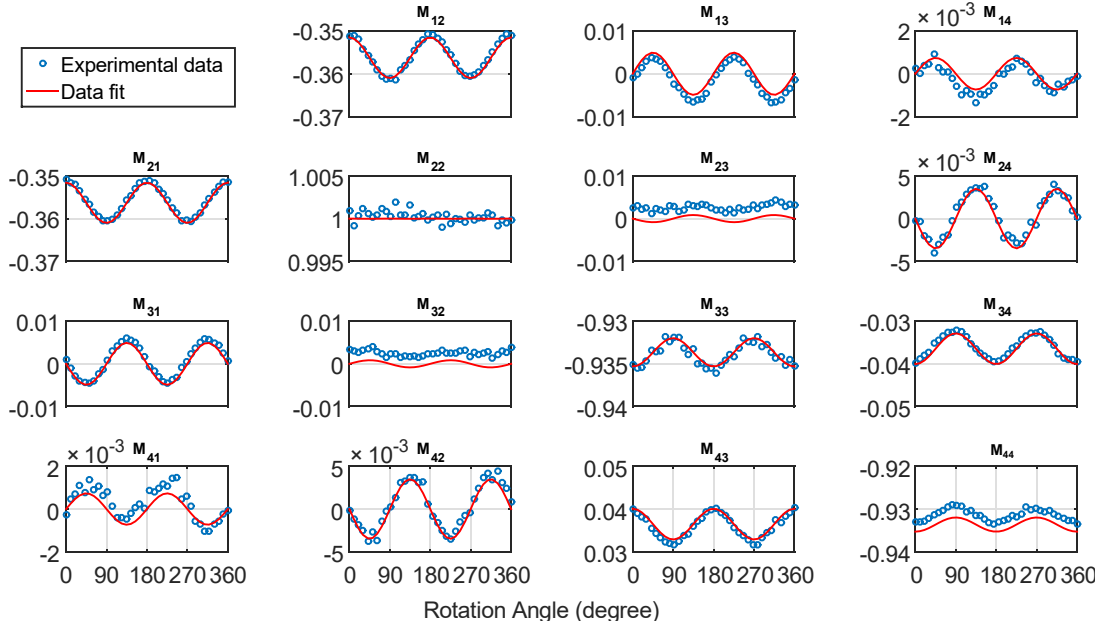 Experimental data
Data fit
M12
-0.35
-0.36
-0.37
M13
0.01
0
-0.01
× 10^-3 M14
2
0
-2
M21
-0.35
-0.36
-0.37
M22
1.005
1
0.995
M23
0.01
0
-0.01
× 10^-3 M24
5
0
-5
M31
0.01
0
-0.01
M32
0.01
0
-0.01
M33
-0.93
-0.935
-0.94
M34
-0.03
-0.04
-0.05
× 10^-3 M41
2
0
-2
0 90 180 270 360
× 10^-3 M42
5
0
-5
0 90 180 270 360
M43
0.05
0.04
0.03
0 90 180 270 360
M44
-0.92
-0.93
-0.94
0 90 180 270 360
Rotation Angle (degree)